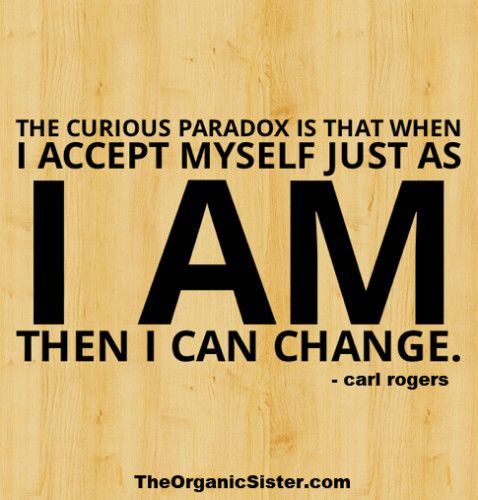 THE CURIOUS PARADOX IS THAT WHEN
I ACCEPT MYSELF JUST AS
I AM
THEN I CAN CHANGE.
- carl rogers
TheOrganicSister.com